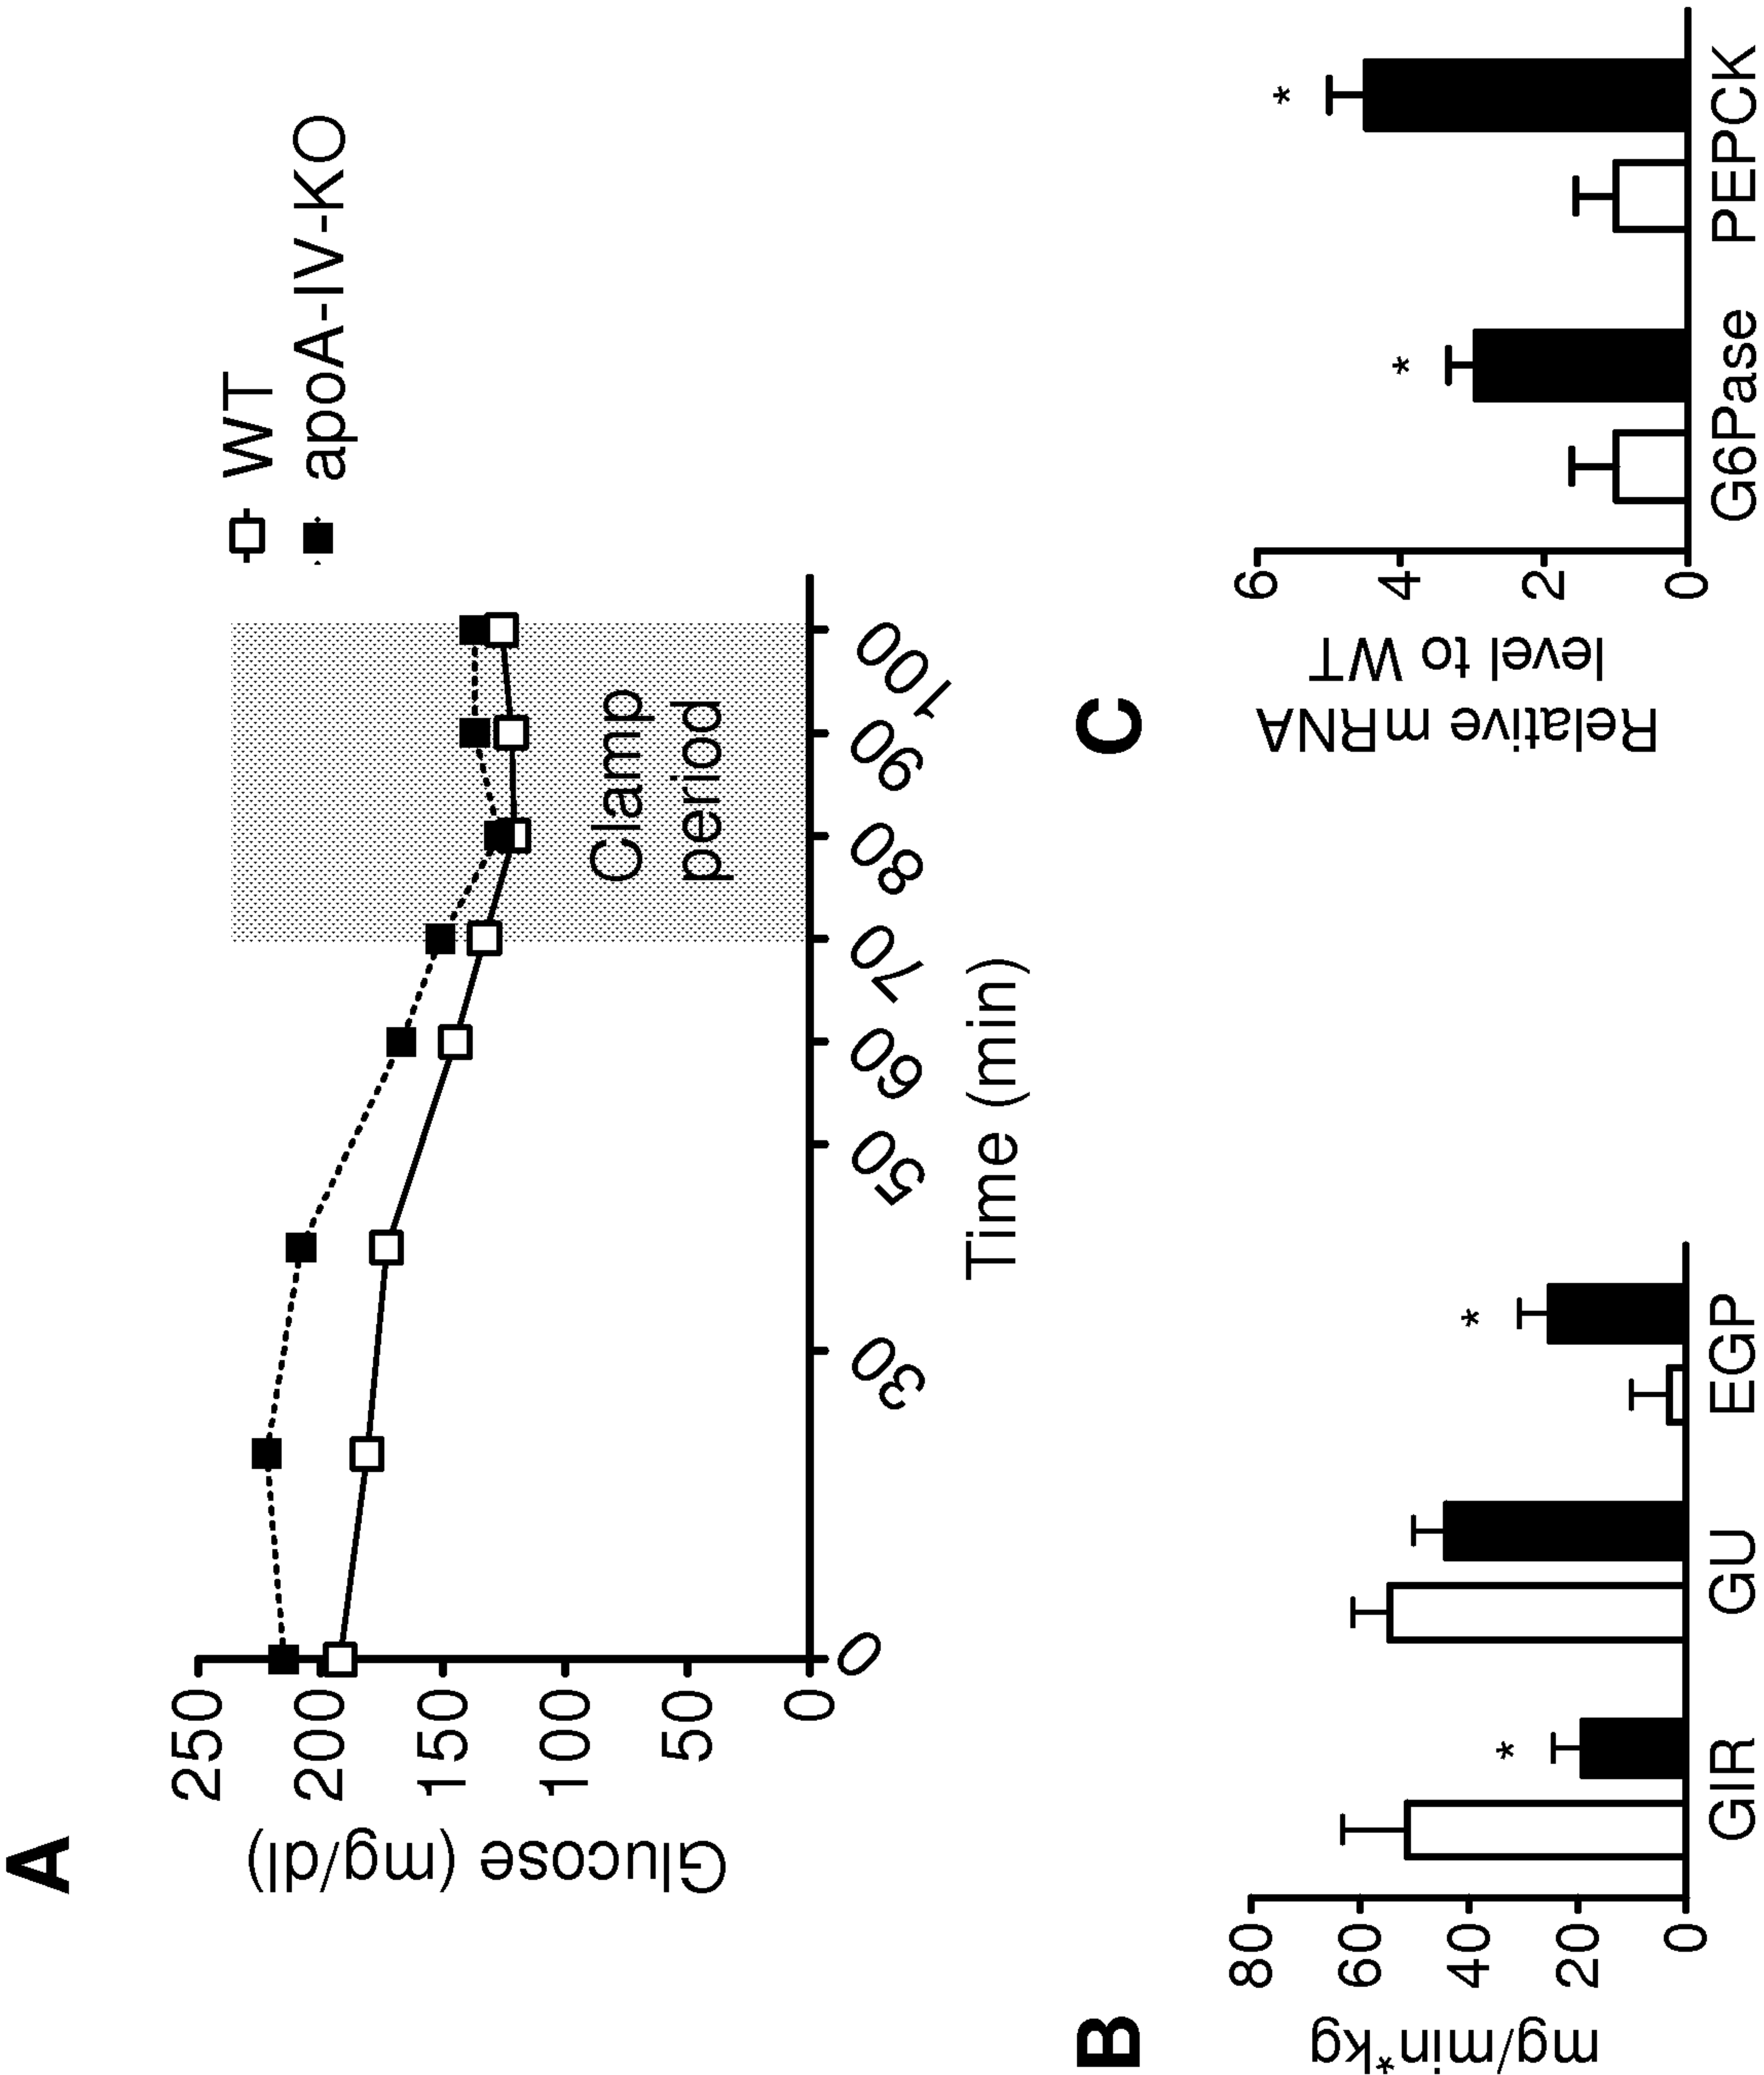 A
WT
apoA-IV-KO
Glucose (mg/dl)
250
200
150
100
50
0
Clamp
period
0
30
50
60
70
80
90
100
Time (min)
B
mg/min*kg
80
60
40
20
0
*
*
GIR
GU
EGP
C
Relative mRNA
level to WT
6
4
2
0
*
*
G6Pase
PEPCK